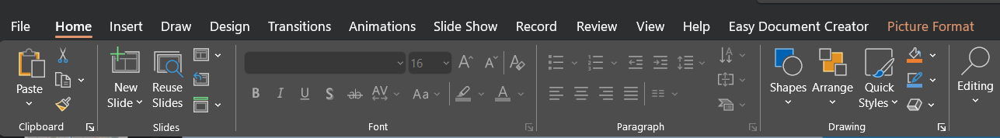 File Home Insert Draw Design Transitions Animations Slide Show Record Review View Help Easy Document Creator Picture Format
16 A A A
Paste New Slide Reuse Slides B I U S ab AV Aa A Shapes Arrange Quick Styles Editing
Clipboard Slides Font Paragraph Drawing